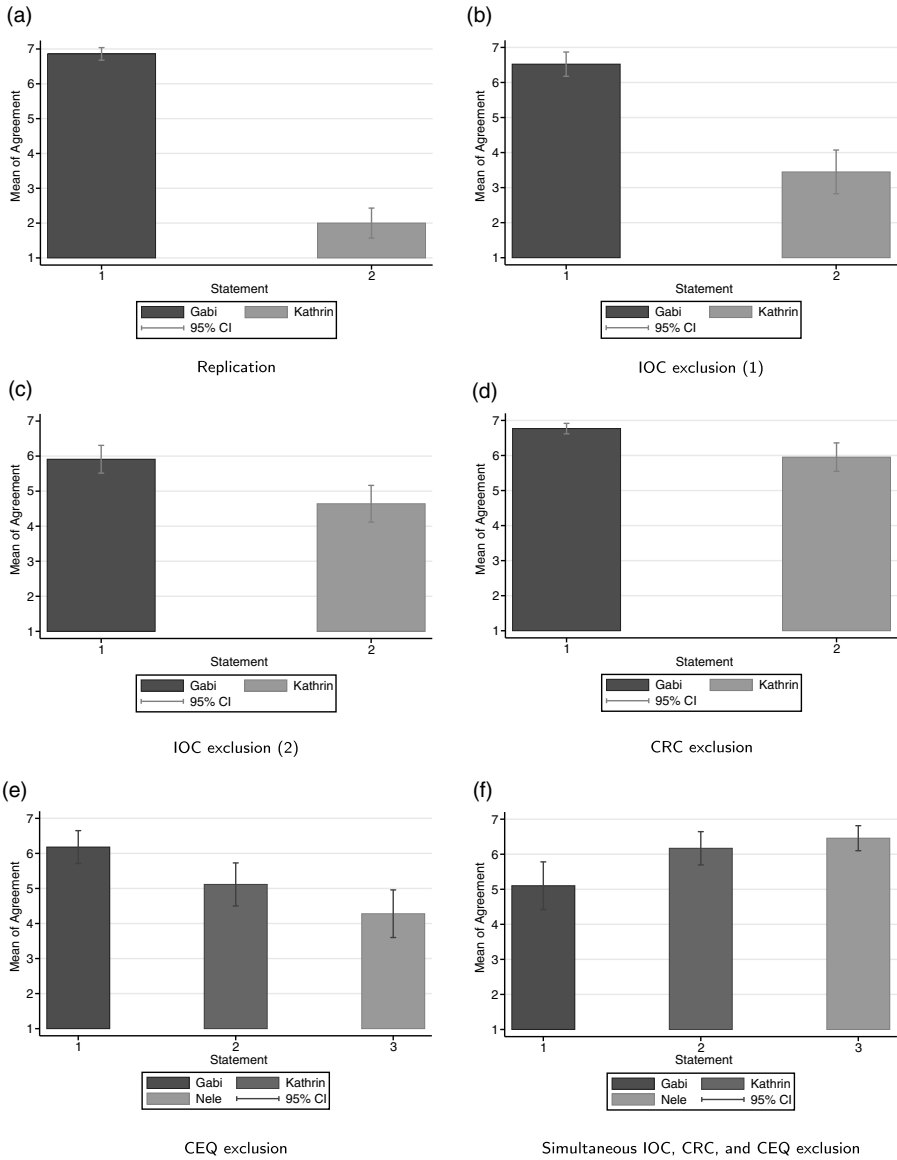 (a)
Mean of Agreement
7
6
5
4
3
2
1
1 2
Statement
Gabi Kathrin
95% CI
Replication
(b)
Mean of Agreement
7
6
5
4
3
2
1
1 2
Statement
Gabi Kathrin
95% CI
IOC exclusion (1)
(c)
Mean of Agreement
7
6
5
4
3
2
1
1 2
Statement
Gabi Kathrin
95% CI
IOC exclusion (2)
(d)
Mean of Agreement
7
6
5
4
3
2
1
1 2
Statement
Gabi Kathrin
95% CI
CRC exclusion
(e)
Mean of Agreement
7
6
5
4
3
2
1
1 2 3
Statement
Gabi Kathrin
Nele 95% CI
CEQ exclusion
(f)
Mean of Agreement
7
6
5
4
3
2
1
1 2 3
Statement
Gabi Kathrin
Nele 95% CI
Simultaneous IOC, CRC, and CEQ exclusion